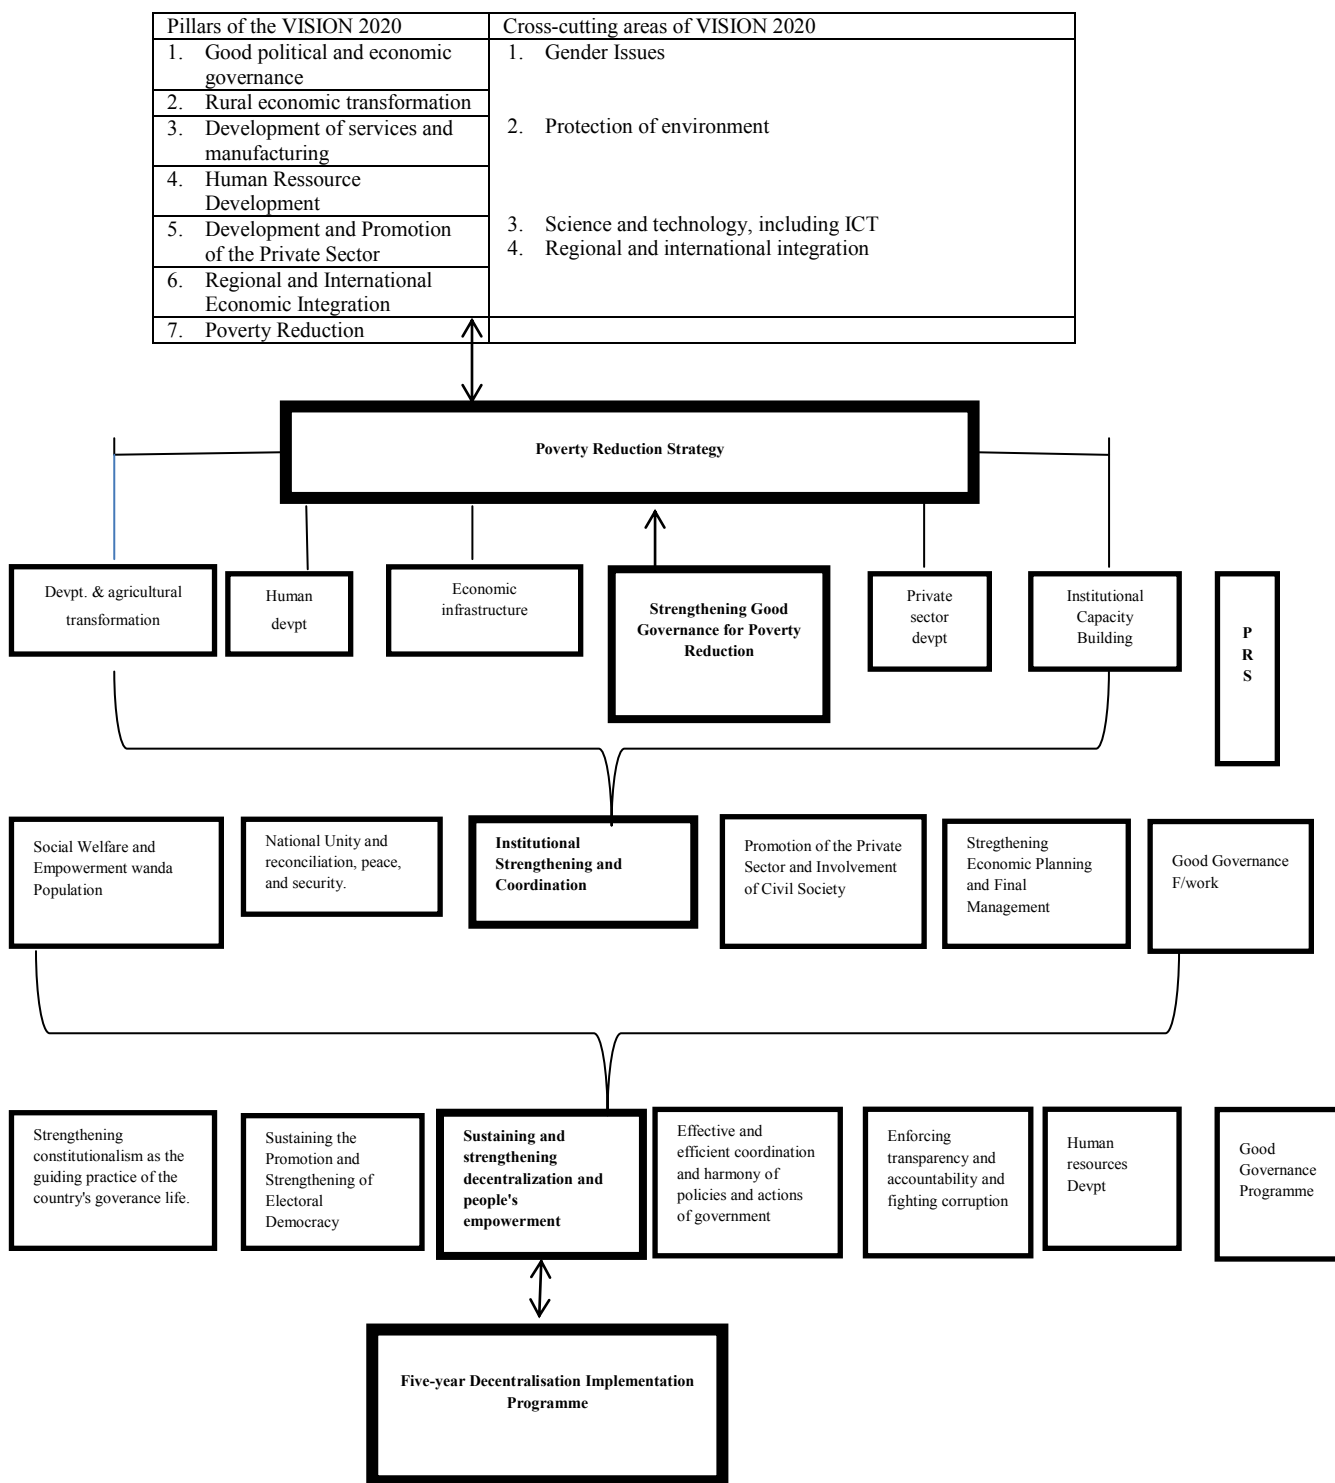 Pillars of the VISION 2020
Cross-cutting areas of VISION 2020
1. Good political and economic
governance
2. Rural economic transformation
3. Development of services and
manufacturing
4. Human Ressource
Development
5. Development and Promotion
of the Private Sector
6. Regional and International
Economic Integration
7. Poverty Reduction
1. Gender Issues
2. Protection of environment
3. Science and technology, including ICT
4. Regional and international integration
Poverty Reduction Strategy
Devpt. & agricultural
transformation
Human
devpt
Economic
infrastructure
Strengthening Good
Governance for Poverty
Reduction
Private
sector
devpt
Institutional
Capacity
Building
P
R
S
Social Welfare and
Empowerment wanda
Population
National Unity and
reconciliation, peace,
and security.
Institutional
Strengthening and
Coordination
Promotion of the Private
Sector and Involvement
of Civil Society
Stregthening
Economic Planning
and Final
Management
Good Governance
F/work
Strengthening
constitutionalism as the
guiding practice of the
country's goverance life.
Sustaining the
Promotion and
Strengthening of
Electoral
Democracy
Sustaining and
strengthening
decentralization and
people's
empowerment
Effective and
efficient coordination
and harmony of
policies and actions
of government
Enforcing
transparency and
accountability and
fighting corruption
Human
resources
Devpt
Good
Governance
Programme
Five-year Decentralisation Implementation
Programme